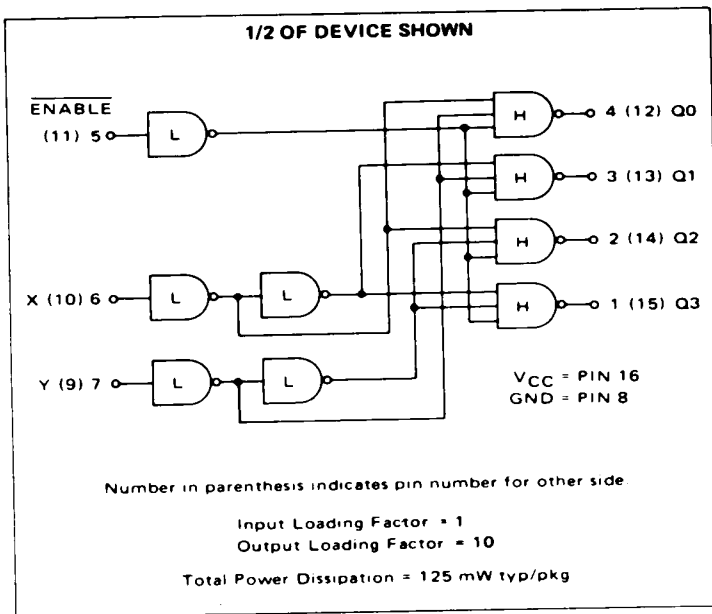 1/2 OF DEVICE SHOWN
ENABLE
(11) 5
L
H
4 (12) Q0
H
3 (13) Q1
H
2 (14) Q2
X (10) 6
L
L
H
1 (15) Q3
Y (9) 7
L
L
VCC = PIN 16
GND = PIN 8
Number in parenthesis indicates pin number for other side.
Input Loading Factor = 1
Output Loading Factor = 10
Total Power Dissipation = 125 mW typ/pkg